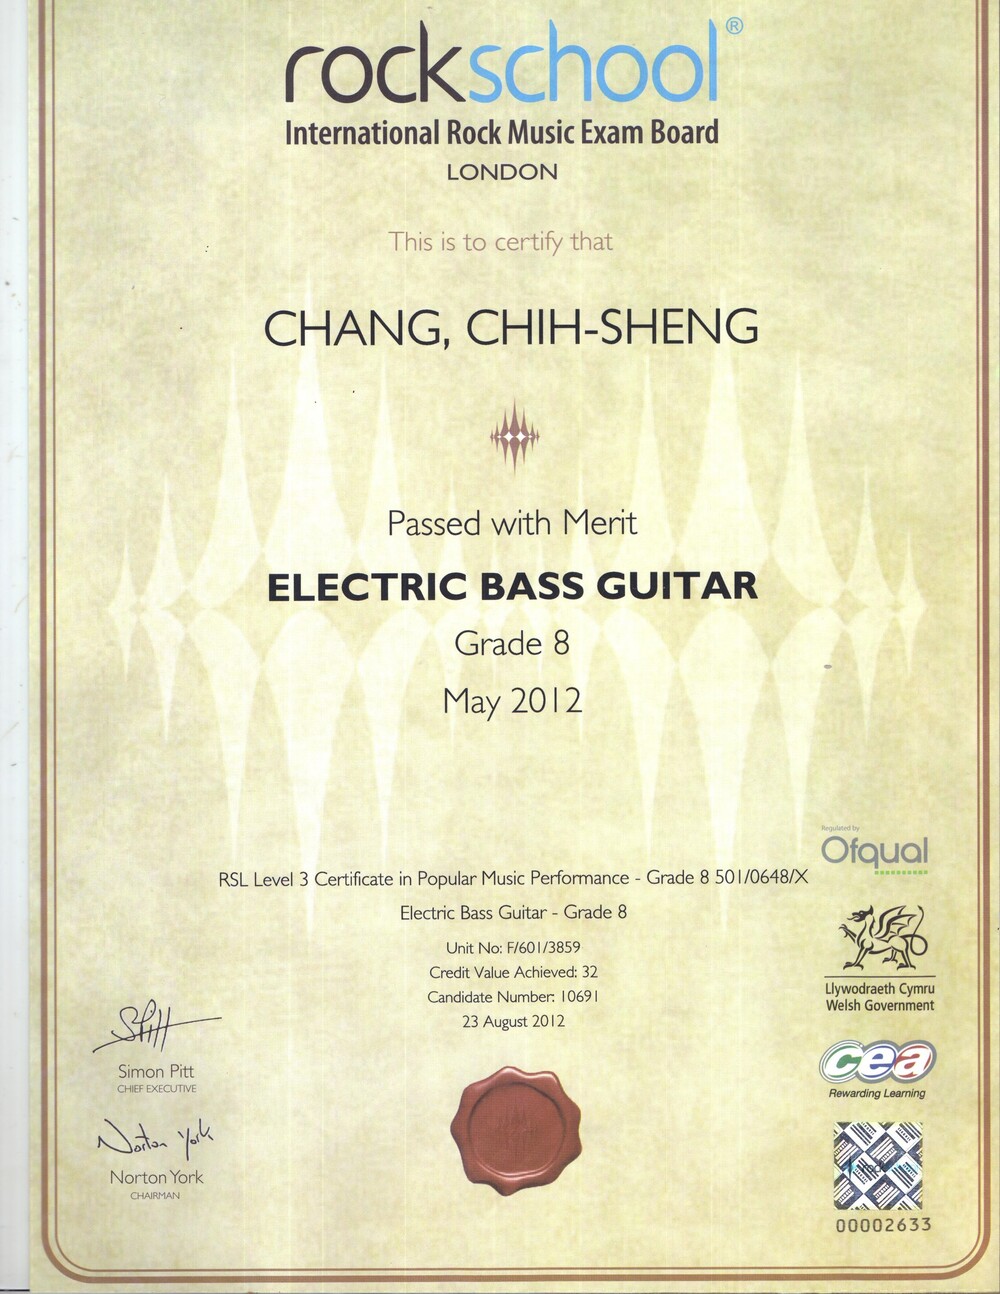 rockschool®
International Rock Music Exam Board
LONDON
This is to certify that
CHANG, CHIH-SHENG
Passed with Merit
ELECTRIC BASS GUITAR
Grade 8
May 2012
Regulated by
Ofqual
RSL Level 3 Certificate in Popular Music Performance - Grade 8 501/0648/X
Electric Bass Guitar - Grade 8
Unit No: F/601/3859
Credit Value Achieved: 32
Candidate Number: 10691
23 August 2012
Llywodraeth Cymru
Welsh Government
Simon Pitt
CHIEF EXECUTIVE
cea
Rewarding Learning
Norton York
Norton York
CHAIRMAN
00002633